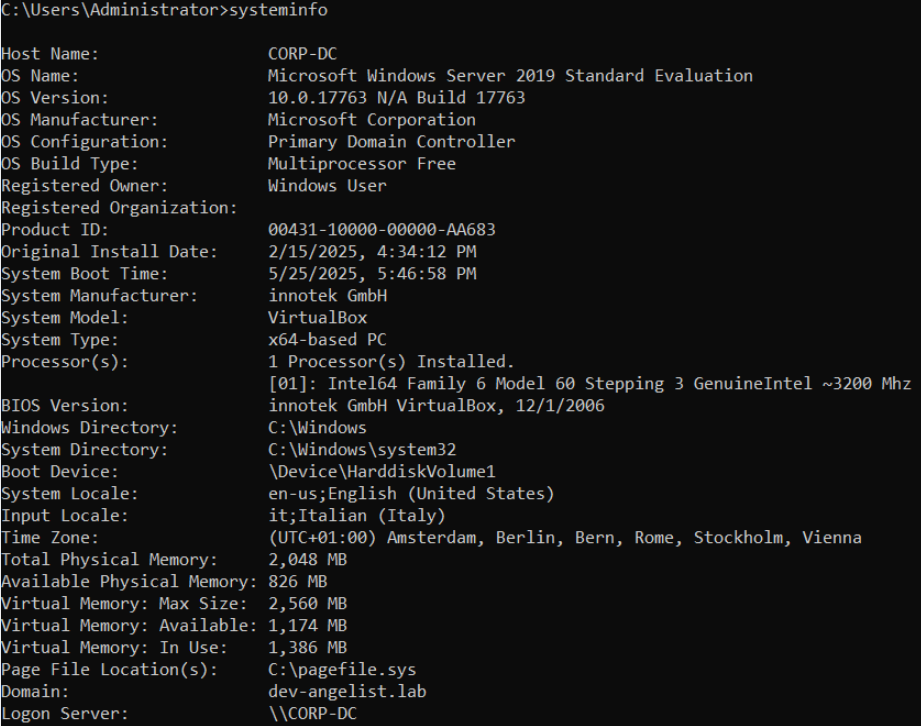 C:\Users\Administrator>systeminfo
Host Name: CORP-DC
OS Name: Microsoft Windows Server 2019 Standard Evaluation
OS Version: 10.0.17763 N/A Build 17763
OS Manufacturer: Microsoft Corporation
OS Configuration: Primary Domain Controller
OS Build Type: Multiprocessor Free
Registered Owner: Windows User
Registered Organization:
Product ID: 00431-10000-00000-AA683
Original Install Date: 2/15/2025, 4:34:12 PM
System Boot Time: 5/25/2025, 5:46:58 PM
System Manufacturer: innotek GmbH
System Model: VirtualBox
System Type: x64-based PC
Processor(s): 1 Processor(s) Installed.
[01]: Intel64 Family 6 Model 60 Stepping 3 GenuineIntel ~3200 Mhz
BIOS Version: innotek GmbH VirtualBox, 12/1/2006
Windows Directory: C:\Windows
System Directory: C:\Windows\system32
Boot Device: \Device\HarddiskVolume1
System Locale: en-us;English (United States)
Input Locale: it;Italian (Italy)
Time Zone: (UTC+01:00) Amsterdam, Berlin, Bern, Rome, Stockholm, Vienna
Total Physical Memory: 2,048 MB
Available Physical Memory: 826 MB
Virtual Memory: Max Size: 2,560 MB
Virtual Memory: Available: 1,174 MB
Virtual Memory: In Use: 1,386 MB
Page File Location(s): C:\pagefile.sys
Domain: dev-angelist.lab
Logon Server: \\CORP-DC